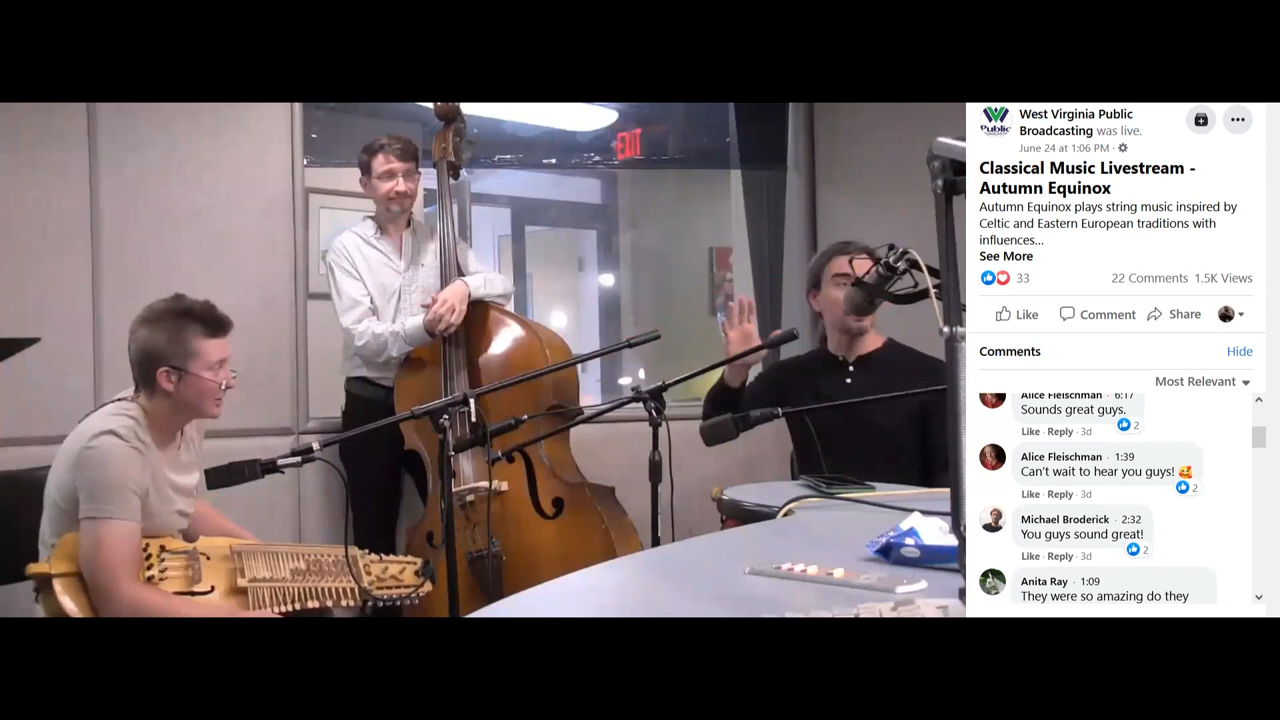 EXIT
Public
West Virginia Public
Broadcasting was live.
June 24 at 1:06 PM ·
Classical Music Livestream -
Autumn Equinox
Autumn Equinox plays string music inspired by
Celtic and Eastern European traditions with
influences...
See More
33
22 Comments 1.5K Views
Like Comment Share
Comments Hide
Most Relevant
Alice Fleischman · 6:17
Sounds great guys.
2
Like · Reply · 3d
Alice Fleischman · 1:39
Can't wait to hear you guys! 🥰
2
Like · Reply · 3d
Michael Broderick · 2:32
You guys sound great!
2
Like · Reply · 3d
Anita Ray · 1:09
They were so amazing do they